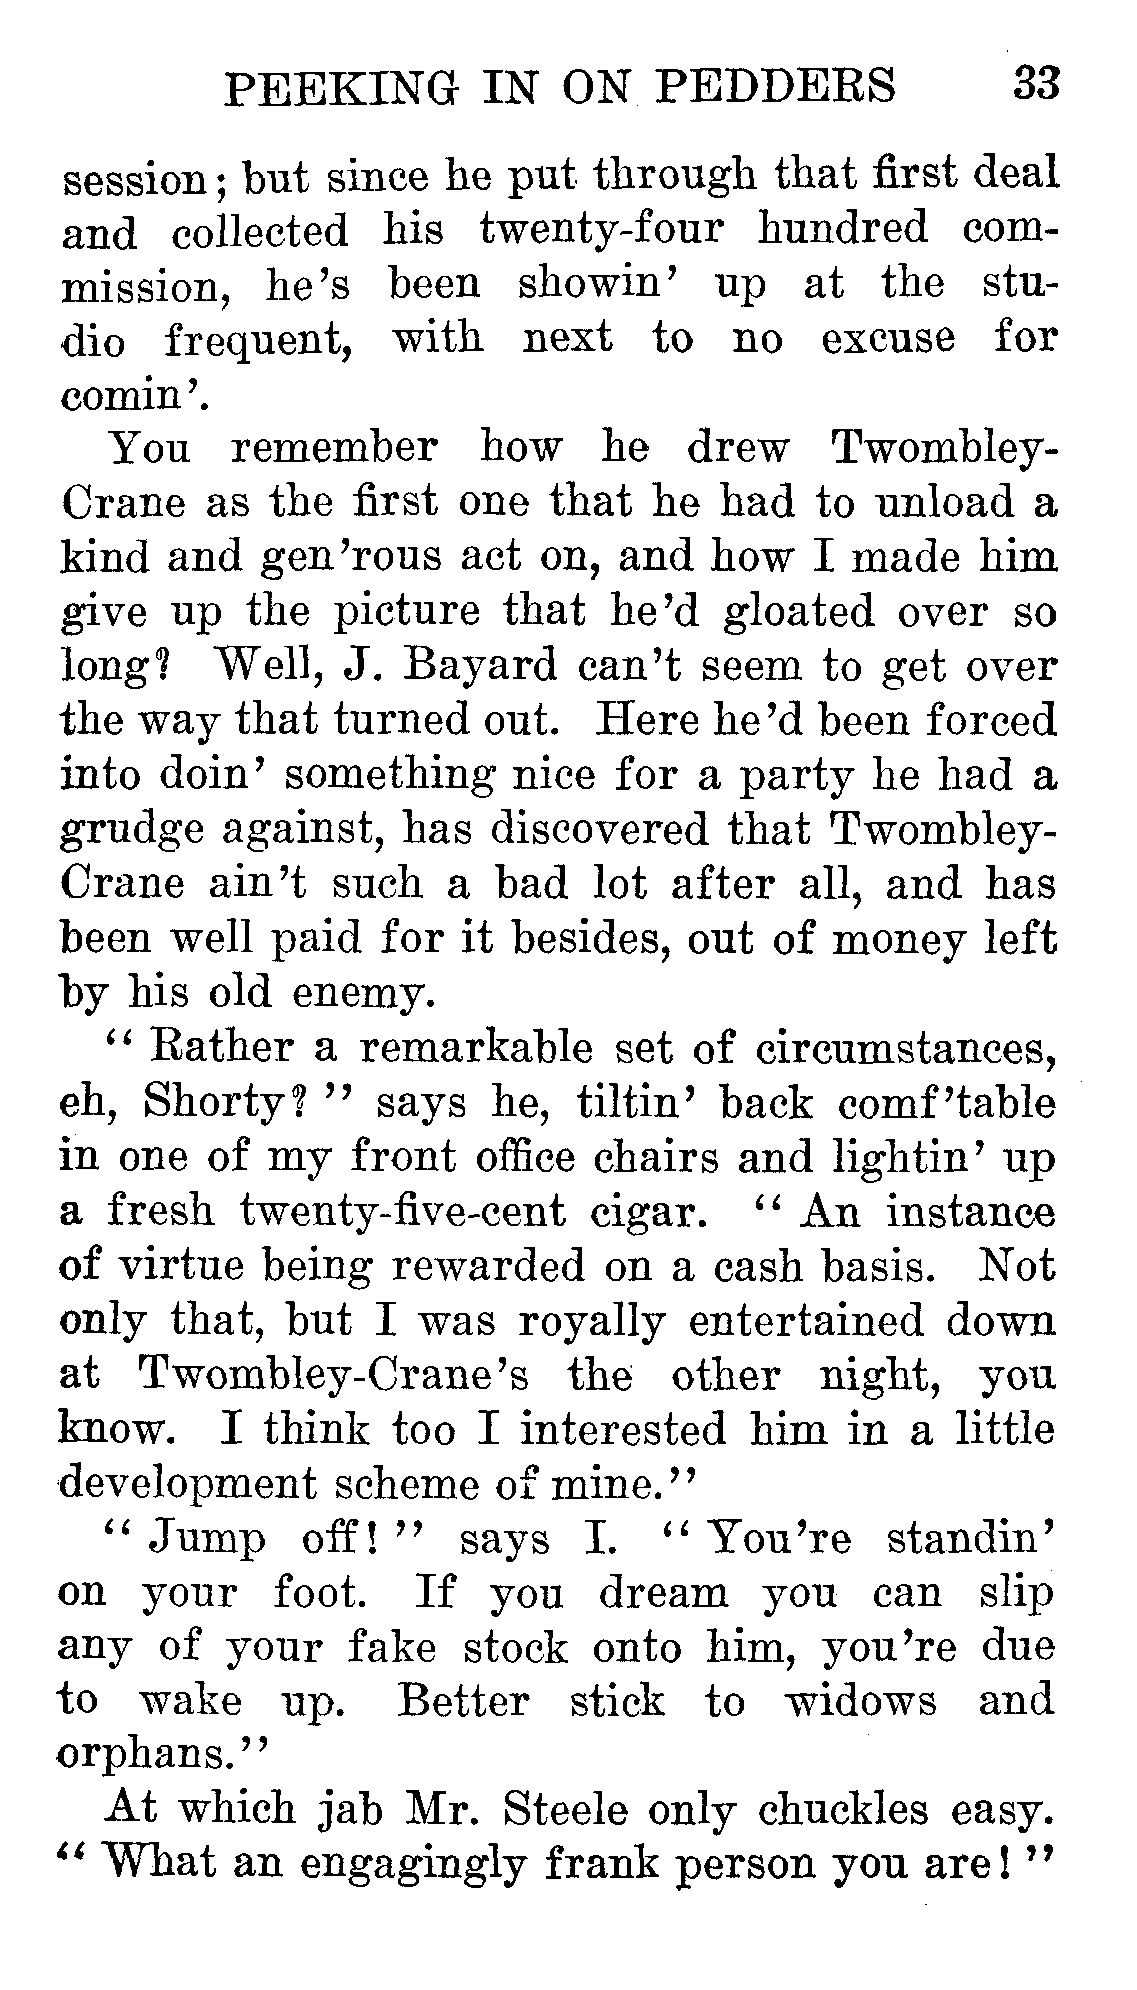 PEEKING IN ON PEDDERS 33
session; but since he put through that first deal
and collected his twenty-four hundred com-
mission, he's been showin' up at the stu-
dio frequent, with next to no excuse for
comin'.
You remember how he drew Twombley-
Crane as the first one that he had to unload a
kind and gen'rous act on, and how I made him
give up the picture that he'd gloated over so
long? Well, J. Bayard can't seem to get over
the way that turned out. Here he'd been forced
into doin' something nice for a party he had a
grudge against, has discovered that Twombley-
Crane ain't such a bad lot after all, and has
been well paid for it besides, out of money left
by his old enemy.
"Rather a remarkable set of circumstances,
eh, Shorty?" says he, tiltin' back comf'table
in one of my front office chairs and lightin' up
a fresh twenty-five-cent cigar. "An instance
of virtue being rewarded on a cash basis. Not
only that, but I was royally entertained down
at Twombley-Crane's the other night, you
know. I think too I interested him in a little
development scheme of mine."
"Jump off!" says I. "You're standin'
on your foot. If you dream you can slip
any of your fake stock onto him, you're due
to wake up. Better stick to widows and
orphans."
At which jab Mr. Steele only chuckles easy.
"What an engagingly frank person you are!"